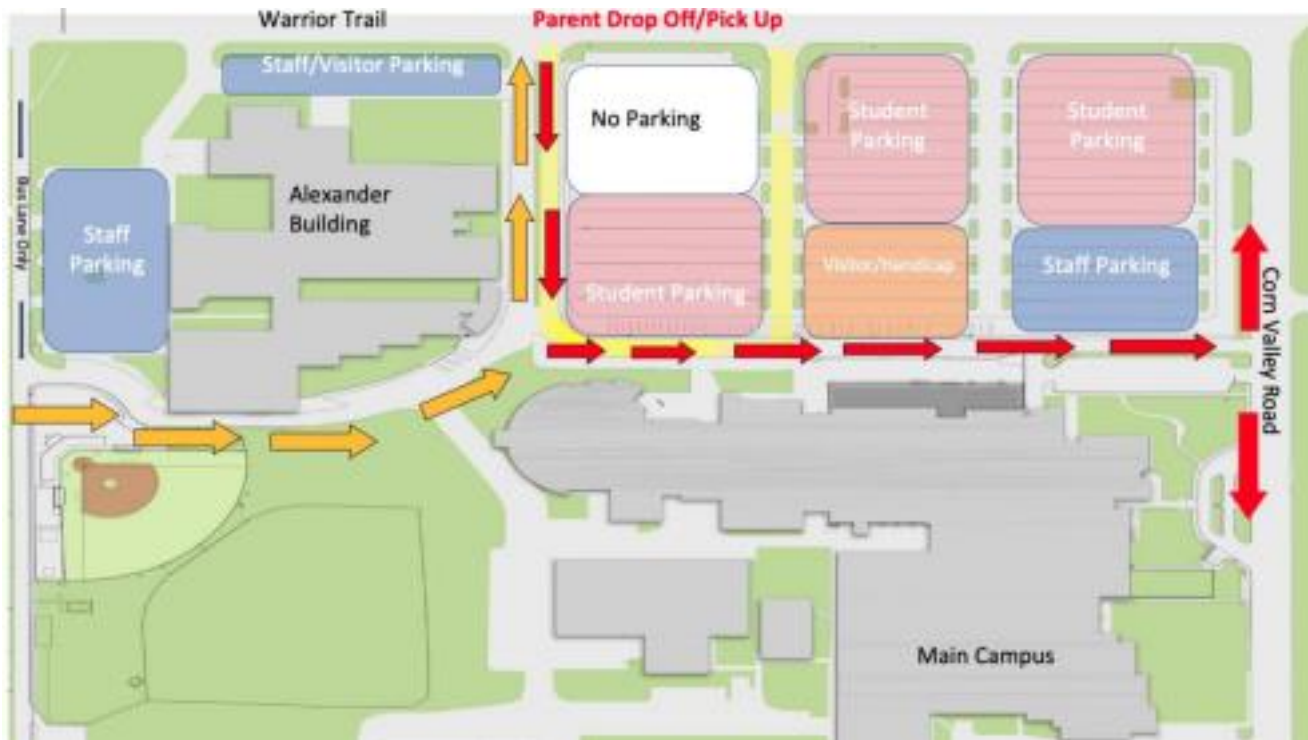 Warrior Trail
Parent Drop Off/Pick Up
Staff/Visitor Parking
No Parking
Student
Parking
Student
Parking
Alexander
Building
Bus Lane Only
Staff
Parking
Student Parking
Visitor/Handicap
Staff Parking
Corn Valley Road
Main Campus